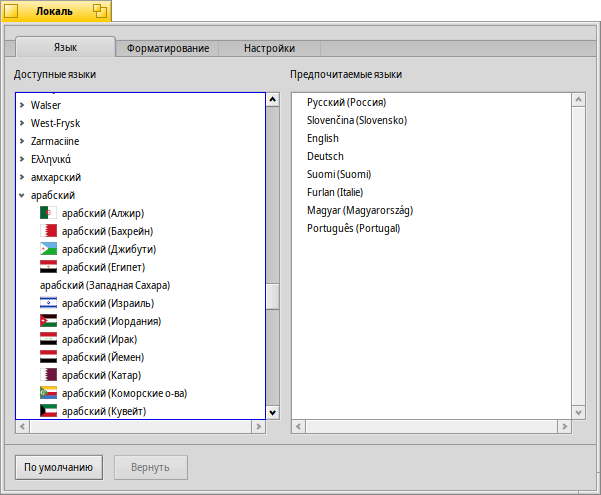 Локаль
Язык
Форматирование
Настройки
Доступные языки
Walser
West-Frysk
Zarmaciine
Ελληνικά
амхарский
арабский
арабский (Алжир)
арабский (Бахрейн)
арабский (Джибути)
арабский (Египет)
арабский (Западная Сахара)
арабский (Израиль)
арабский (Иордания)
арабский (Ирак)
арабский (Йемен)
арабский (Катар)
арабский (Коморские о-ва)
арабский (Кувейт)
Предпочитаемые языки
Русский (Россия)
Slovenčina (Slovensko)
English
Deutsch
Suomi (Suomi)
Furlan (Italie)
Magyar (Magyarország)
Português (Portugal)
По умолчанию
Вернуть